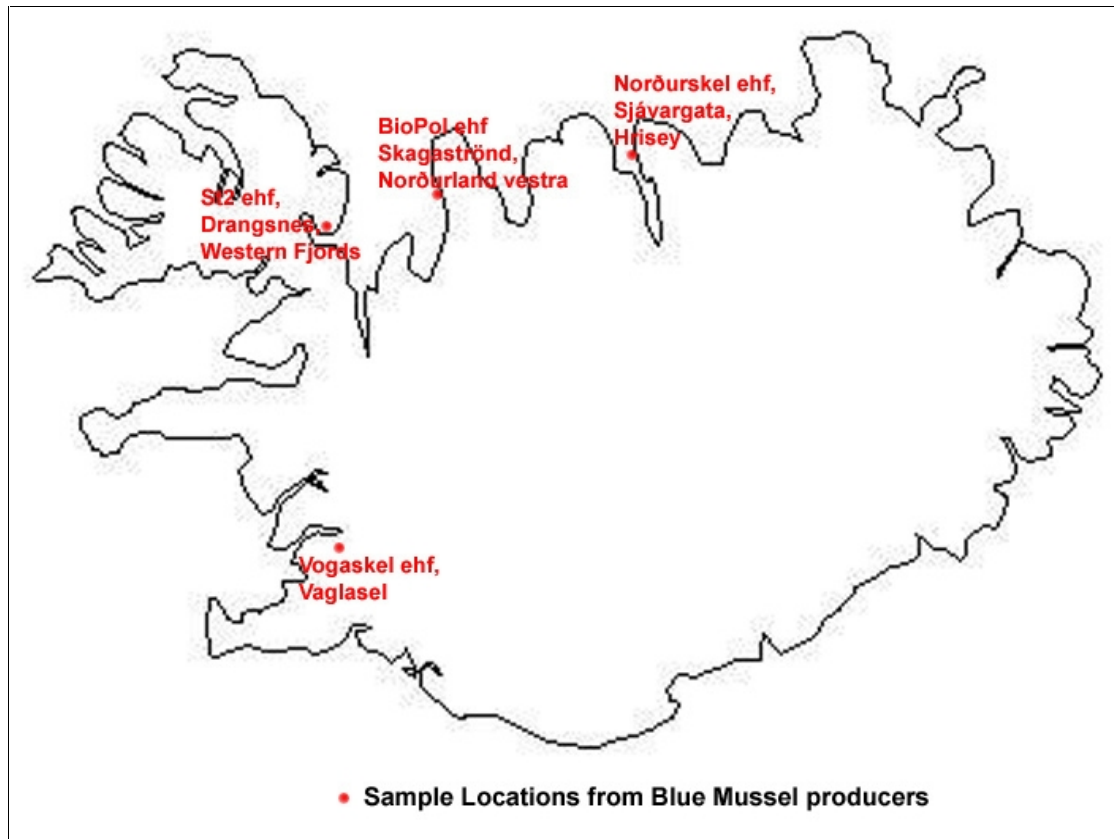 Norðurskel ehf,
Sjávargata,
Hrisey
BioPol ehf
Skagaströnd,
Norðurland vestra
St2 ehf,
Drangsnes,
Western Fjords
Vogaskel ehf,
Vaglasel
Sample Locations from Blue Mussel producers